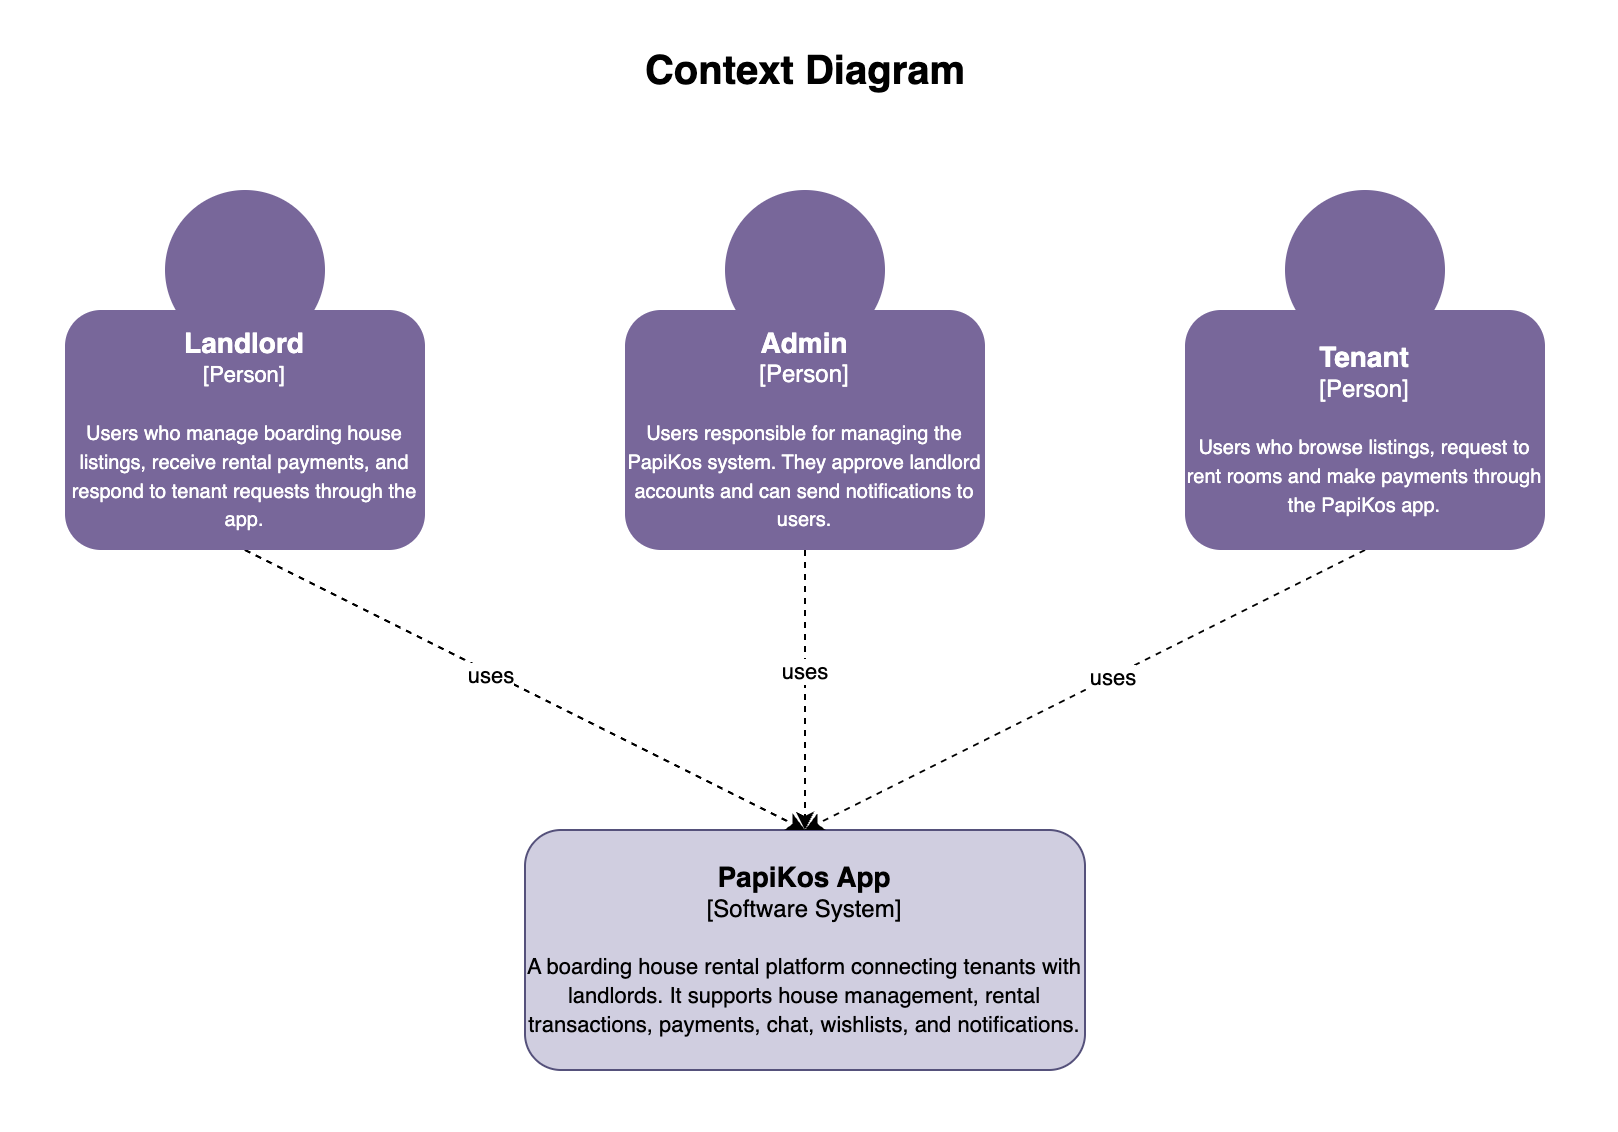 Context Diagram
Landlord
[Person]
Users who manage boarding house
listings, receive rental payments, and
respond to tenant requests through the
app.
Admin
[Person]
Users responsible for managing the
PapiKos system. They approve landlord
accounts and can send notifications to
users.
Tenant
[Person]
Users who browse listings, request to
rent rooms and make payments through
the PapiKos app.
uses
uses
uses
PapiKos App
[Software System]
A boarding house rental platform connecting tenants with
landlords. It supports house management, rental
transactions, payments, chat, wishlists, and notifications.